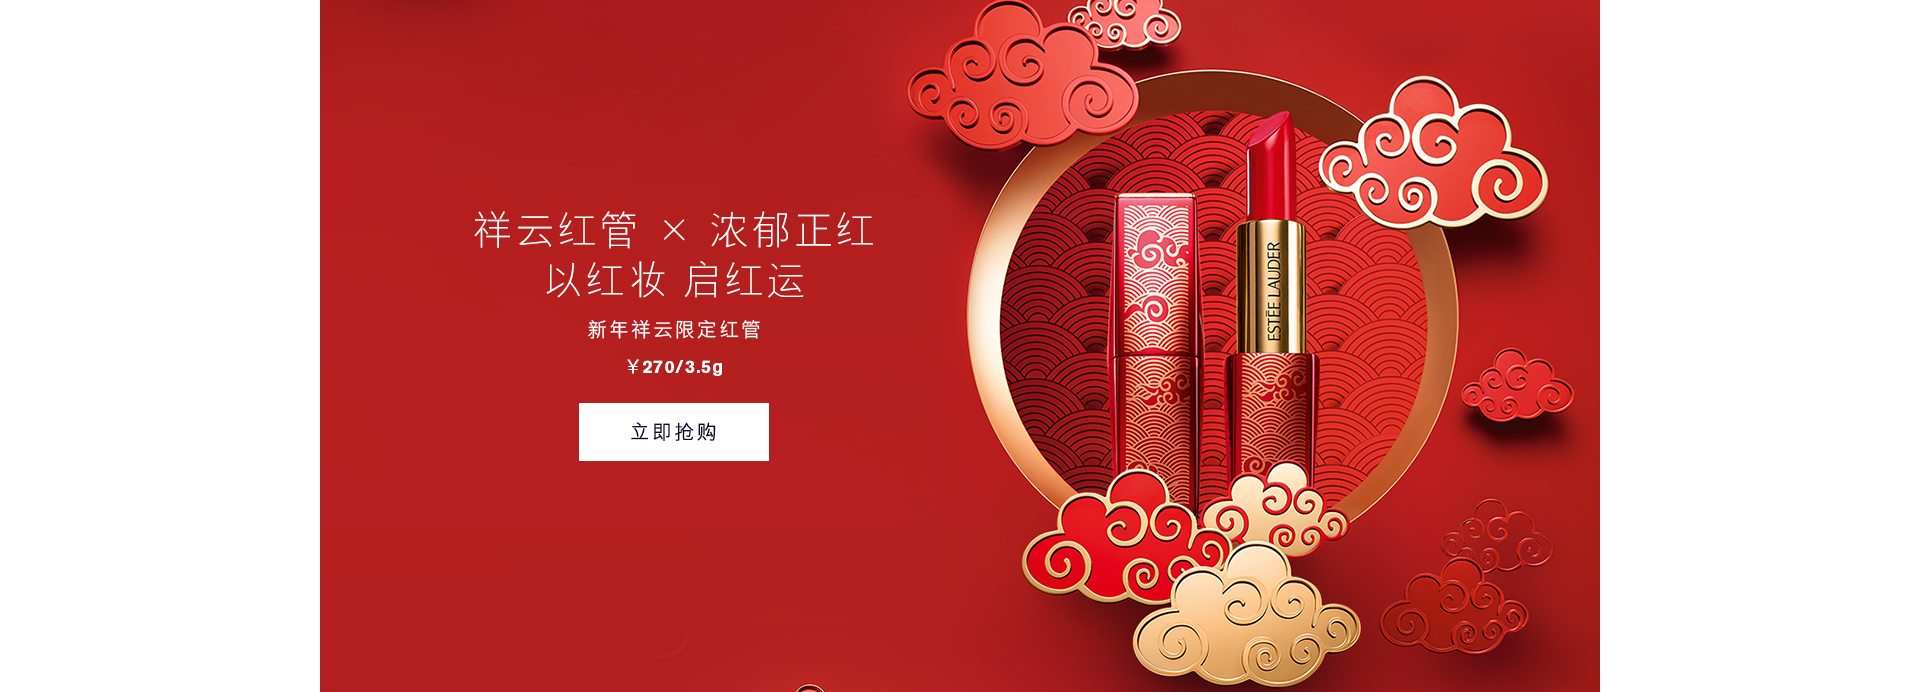 祥云红管 × 浓郁正红
以红妆 启红运
新年祥云限定红管
￥270/3.5g
立即抢购
ESTĒE LAUDER